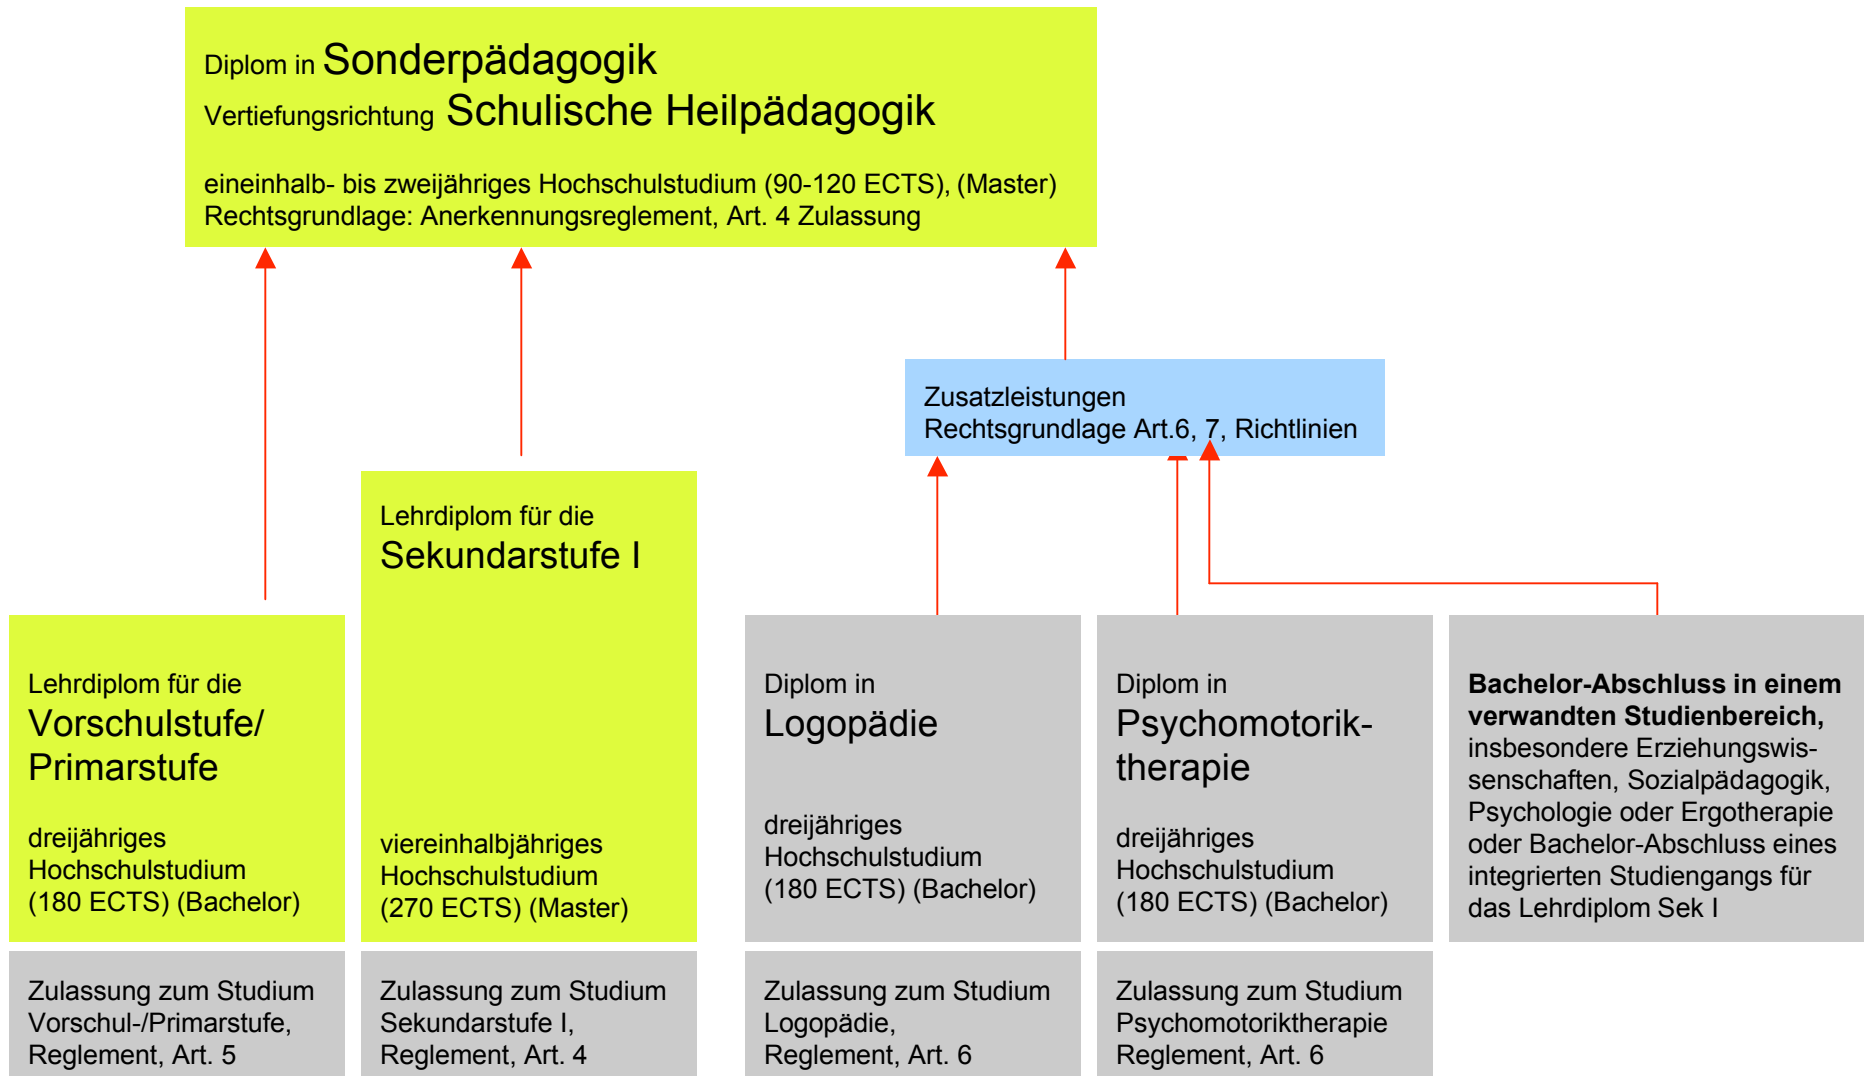 Diplom in Sonderpädagogik
Vertiefungsrichtung Schulische Heilpädagogik
eineinhalb- bis zweijähriges Hochschulstudium (90-120 ECTS), (Master)
Rechtsgrundlage: Anerkennungsreglement, Art. 4 Zulassung
Zusatzleistungen
Rechtsgrundlage Art.6, 7, Richtlinien
Lehrdiplom für die
Vorschulstufe/
Primarstufe
dreijähriges
Hochschulstudium
(180 ECTS) (Bachelor)
Lehrdiplom für die
Sekundarstufe I
viereinhalbjähriges
Hochschulstudium
(270 ECTS) (Master)
Diplom in
Logopädie
dreijähriges
Hochschulstudium
(180 ECTS) (Bachelor)
Diplom in
Psychomotorik-
therapie
dreijähriges
Hochschulstudium
(180 ECTS) (Bachelor)
Bachelor-Abschluss in einem
verwandten Studienbereich,
insbesondere Erziehungswis-
senschaften, Sozialpädagogik,
Psychologie oder Ergotherapie
oder Bachelor-Abschluss eines
integrierten Studiengangs für
das Lehrdiplom Sek I
Zulassung zum Studium
Vorschul-/Primarstufe,
Reglement, Art. 5
Zulassung zum Studium
Sekundarstufe I,
Reglement, Art. 4
Zulassung zum Studium
Logopädie,
Reglement, Art. 6
Zulassung zum Studium
Psychomotoriktherapie
Reglement, Art. 6